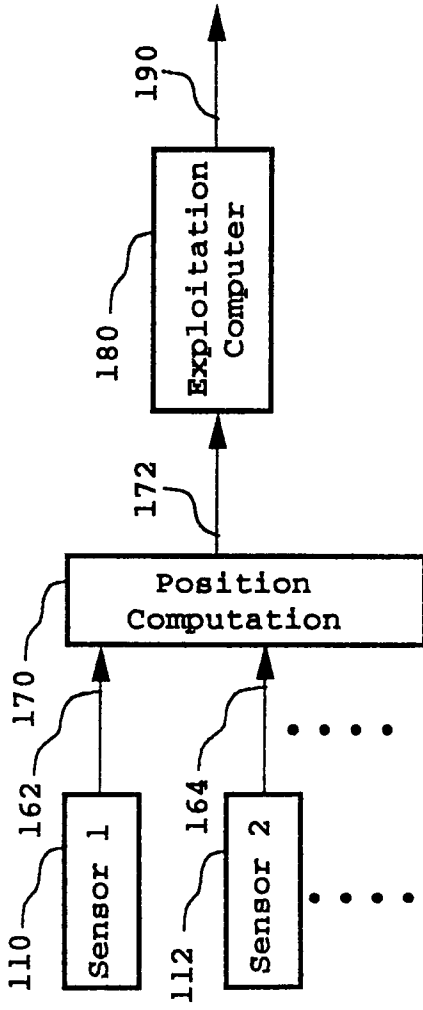 110
Sensor 1
162
112
Sensor 2
164
170
Position
Computation
172
180
Exploitation
Computer
190